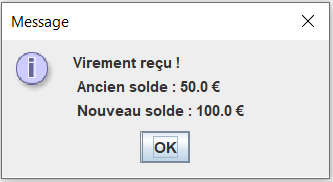 Message
Virement reçu !
Ancien solde : 50.0 €
Nouveau solde : 100.0 €
OK